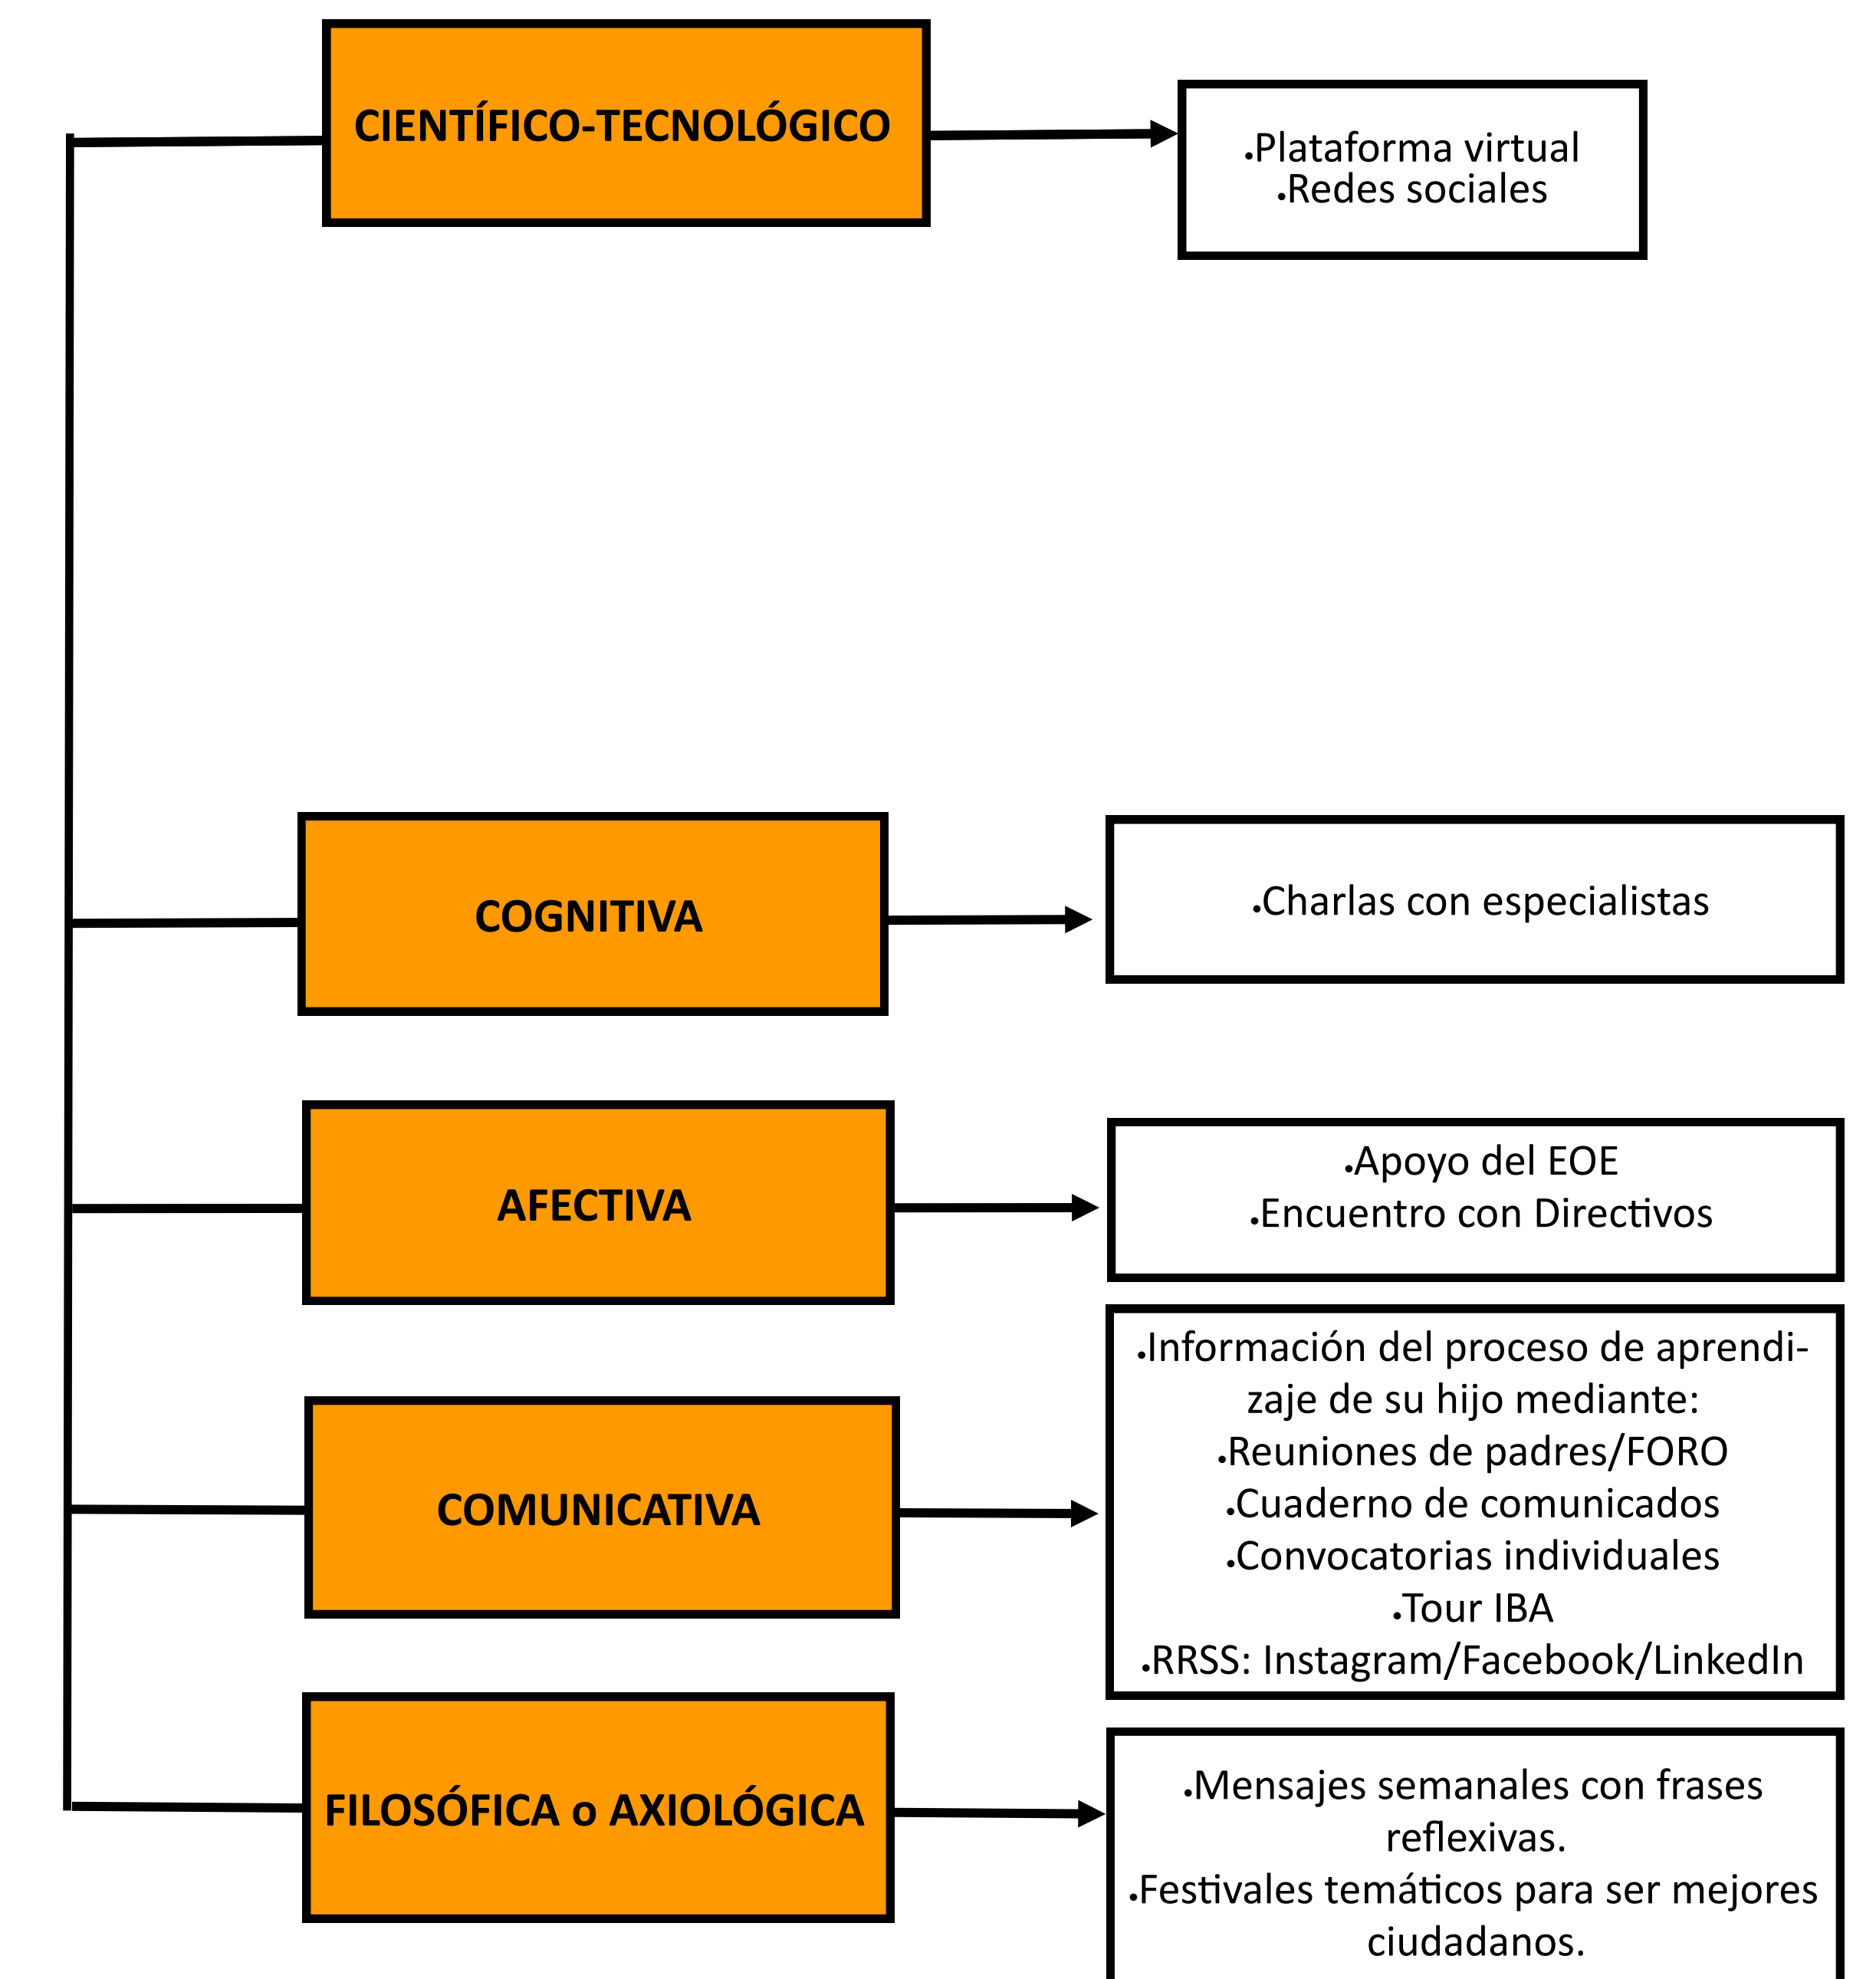 CIENTÍFICO-TECNOLÓGICO
•Plataforma virtual
•Redes sociales
COGNITIVA
•Charlas con especialistas
AFECTIVA
•Apoyo del EOE
•Encuentro con Directivos
COMUNICATIVA
•Información del proceso de aprendi-
zaje de su hijo mediante:
•Reuniones de padres/FORO
•Cuaderno de comunicados
•Convocatorias individuales
•Tour IBA
•RRSS: Instagram/Facebook/LinkedIn
FILOSÓFICA o AXIOLÓGICA
•Mensajes semanales con frases
reflexivas.
•Festivales temáticos para ser mejores
ciudadanos.